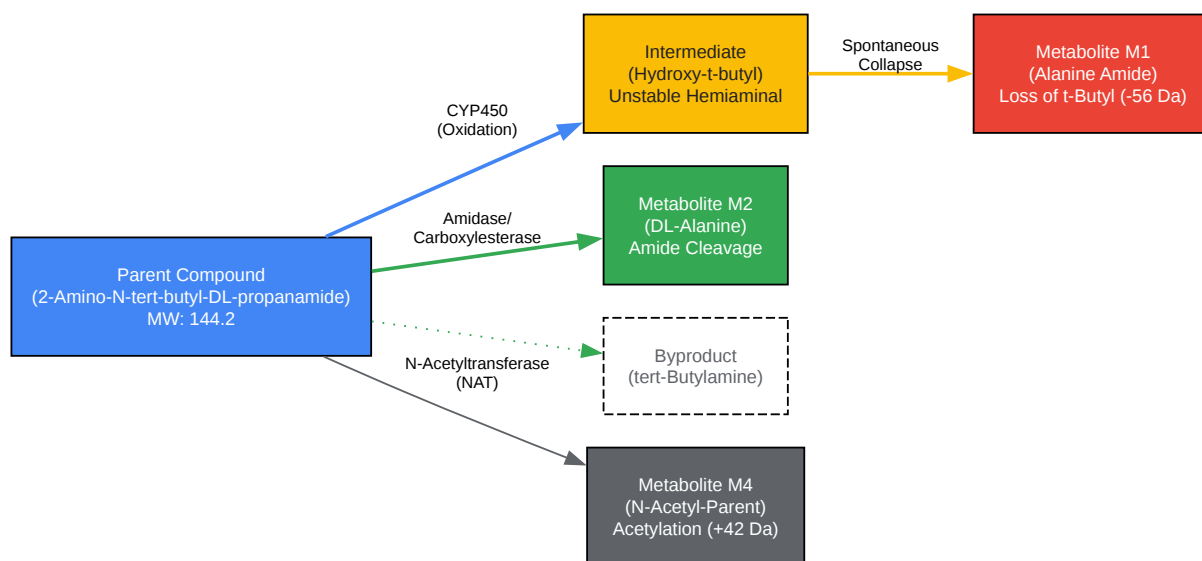 Intermediate
(Hydroxy-t-butyl)
Unstable Hemiaminal
Spontaneous
Collapse
Metabolite M1
(Alanine Amide)
Loss of t-Butyl (-56 Da)
CYP450
(Oxidation)
Metabolite M2
(DL-Alanine)
Amide Cleavage
Amidase/
Carboxylesterase
Parent Compound
(2-Amino-N-tert-butyl-DL-propanamide)
MW: 144.2
Byproduct
(tert-Butylamine)
N-Acetyltransferase
(NAT)
Metabolite M4
(N-Acetyl-Parent)
Acetylation (+42 Da)